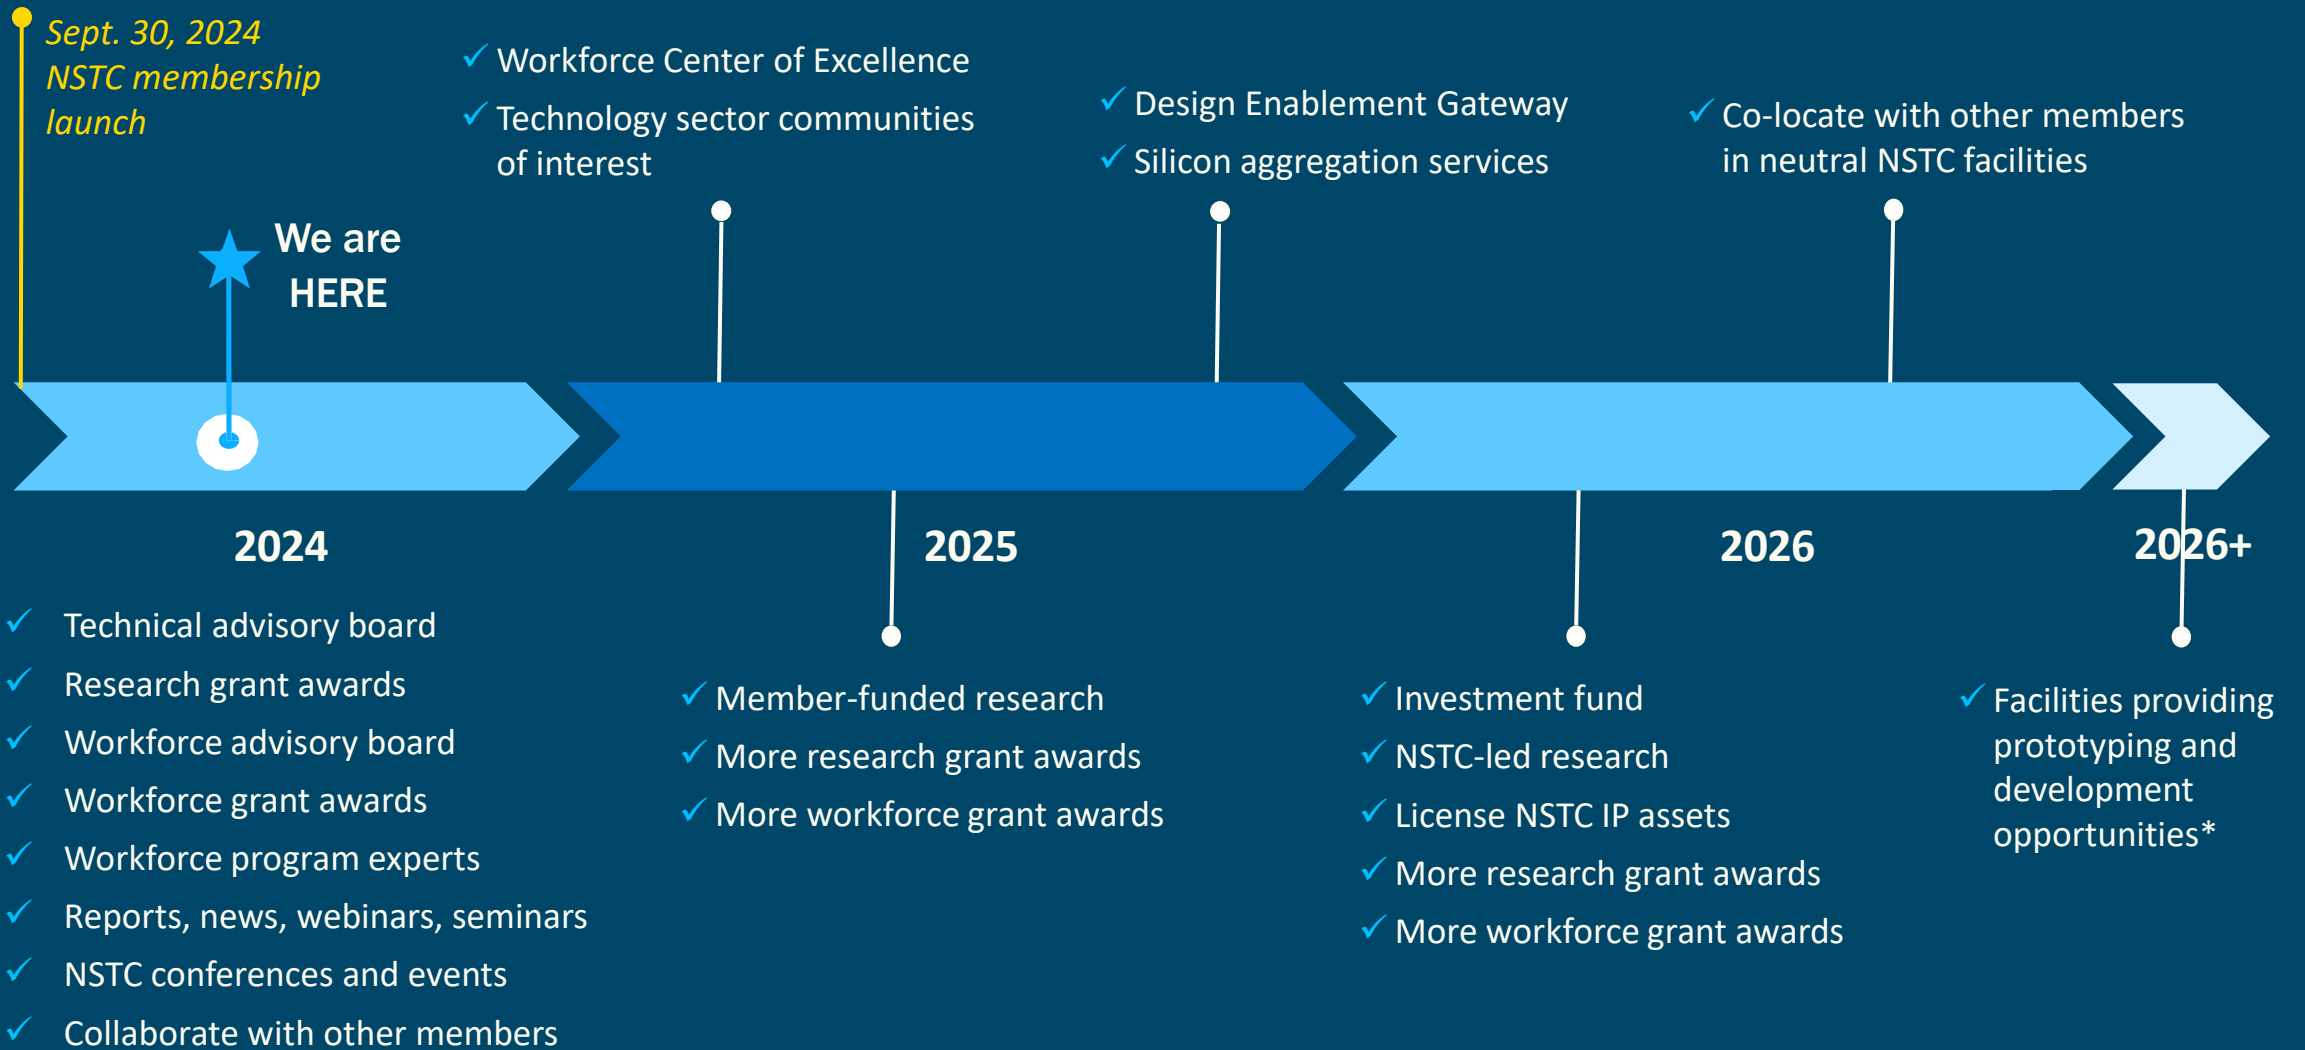 Sept. 30, 2024
NSTC membership
launch
We are
HERE
✓ Workforce Center of Excellence
✓ Technology sector communities
of interest
✓ Design Enablement Gateway
✓ Silicon aggregation services
✓ Co-locate with other members
in neutral NSTC facilities
2024
2025
2026
2026+
✓ Technical advisory board
✓ Research grant awards
✓ Workforce advisory board
✓ Workforce grant awards
✓ Workforce program experts
✓ Reports, news, webinars, seminars
✓ NSTC conferences and events
✓ Collaborate with other members
✓ Member-funded research
✓ More research grant awards
✓ More workforce grant awards
✓ Investment fund
✓ NSTC-led research
✓ License NSTC IP assets
✓ More research grant awards
✓ More workforce grant awards
✓ Facilities providing
prototyping and
development
opportunities*